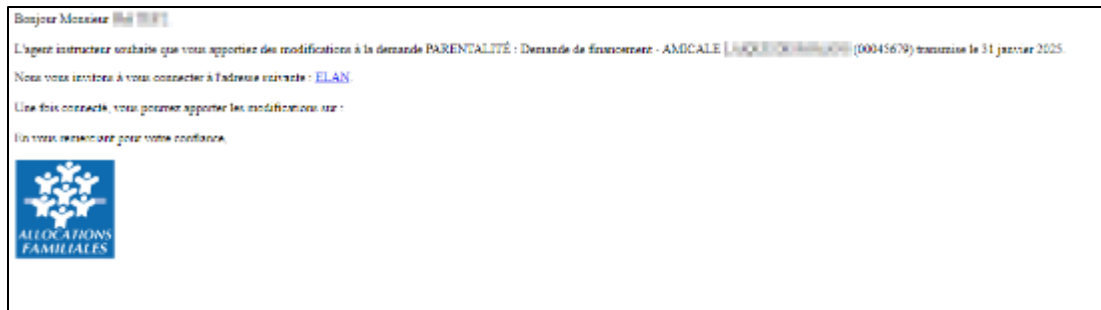 Bonjour Monsieur
L'agent instructeur souhaite que vous apportiez des modifications à la demande PARENTALITÉ : Demande de financement - AMICALE (00045679) transmise le 31 janvier 2025.
Nous vous invitons à vous connecter à l'adresse suivante : ELAN.
Une fois connecté, vous pourrez apporter les modifications sur :
En vous remerciant pour votre confiance,
ALLOCATIONS
FAMILIALES